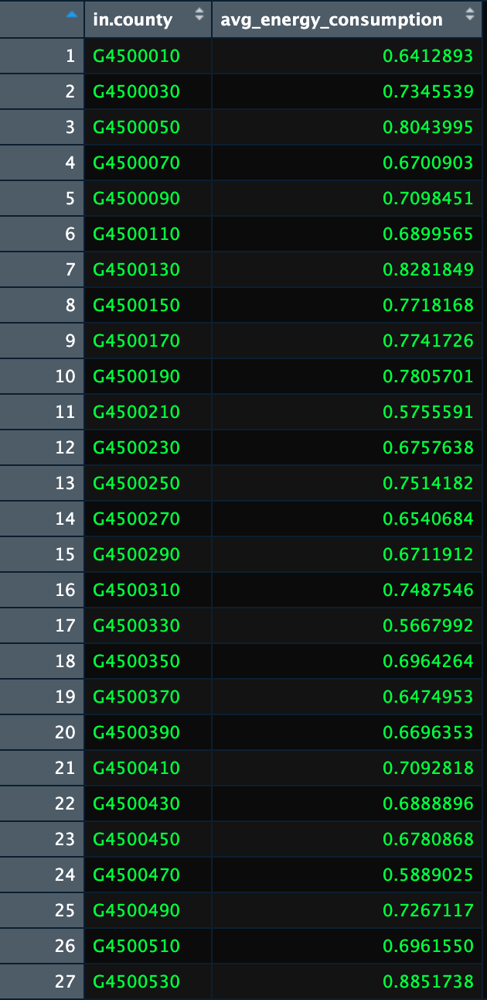 in.county avg_energy_consumption
1 G4500010 0.6412893
2 G4500030 0.7345539
3 G4500050 0.8043995
4 G4500070 0.6700903
5 G4500090 0.7098451
6 G4500110 0.6899565
7 G4500130 0.8281849
8 G4500150 0.7718168
9 G4500170 0.7741726
10 G4500190 0.7805701
11 G4500210 0.5755591
12 G4500230 0.6757638
13 G4500250 0.7514182
14 G4500270 0.6540684
15 G4500290 0.6711912
16 G4500310 0.7487546
17 G4500330 0.5667992
18 G4500350 0.6964264
19 G4500370 0.6474953
20 G4500390 0.6696353
21 G4500410 0.7092818
22 G4500430 0.6888896
23 G4500450 0.6780868
24 G4500470 0.5889025
25 G4500490 0.7267117
26 G4500510 0.6961550
27 G4500530 0.8851738